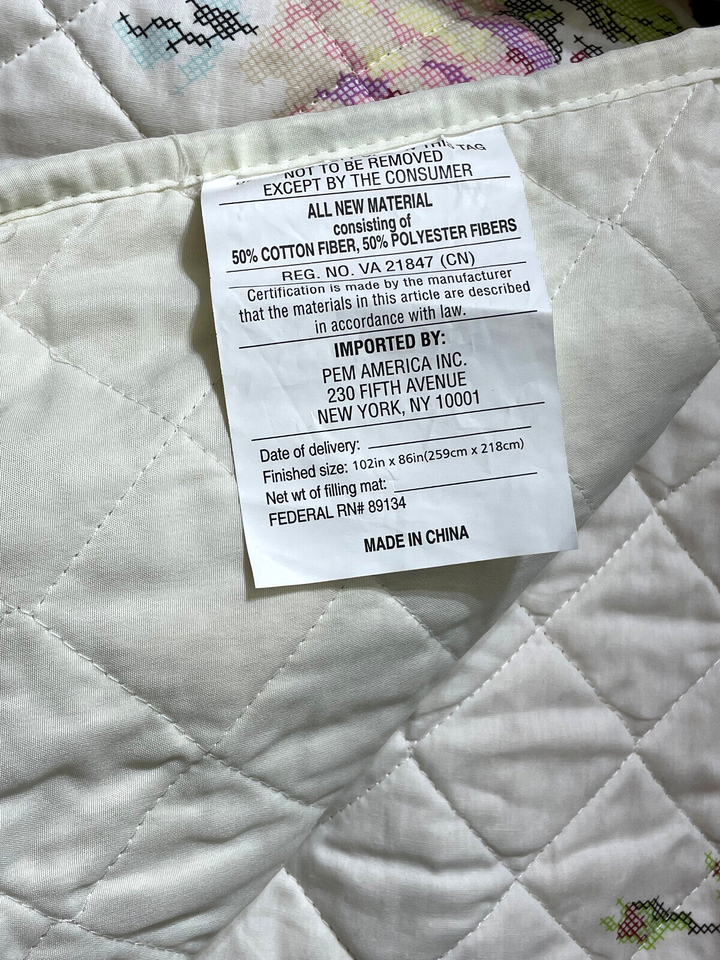 THIS TAG
NOT TO BE REMOVED
EXCEPT BY THE CONSUMER
ALL NEW MATERIAL
consisting of
50% COTTON FIBER, 50% POLYESTER FIBERS
REG. NO. VA 21847 (CN)
Certification is made by the manufacturer
that the materials in this article are described
in accordance with law.
IMPORTED BY:
PEM AMERICA INC.
230 FIFTH AVENUE
NEW YORK, NY 10001
Date of delivery:
Finished size: 102in x 86in(259cm x 218cm)
Net wt of filling mat:
FEDERAL RN# 89134
MADE IN CHINA